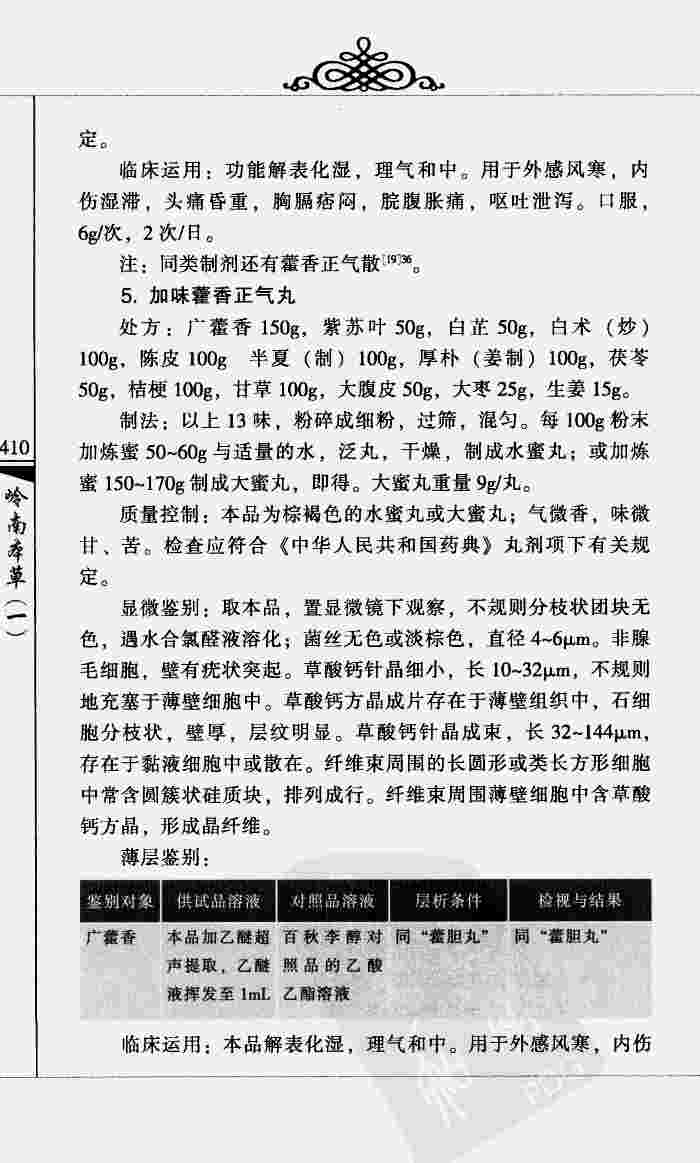 定。
临床运用：功能解表化湿，理气和中。用于外感风寒，内
伤湿滞，头痛昏重，胸膈痞闷，脘腹胀痛，呕吐泄泻。口服，
6g/次，2次/日。
注：同类制剂还有藿香正气散[19]36。
5. 加味藿香正气丸
处方：广藿香 150g，紫苏叶 50g，白芷 50g，白术（炒）
100g，陈皮 100g 半夏（制）100g，厚朴（姜制）100g，茯苓
50g，桔梗 100g，甘草 100g，大腹皮 50g，大枣 25g，生姜 15g。
制法：以上 13 味，粉碎成细粉，过筛，混匀。每 100g 粉末
加炼蜜 50~60g 与适量的水，泛丸，干燥，制成水蜜丸；或加炼
蜜 150~170g 制成大蜜丸，即得。大蜜丸重量 9g/丸。
质量控制：本品为棕褐色的水蜜丸或大蜜丸；气微香，味微
甘、苦。检查应符合《中华人民共和国药典》丸剂项下有关规
定。
显微鉴别：取本品，置显微镜下观察，不规则分枝状团块无
色，遇水合氯醛液溶化；菌丝无色或淡棕色，直径 4~6μm。非腺
毛细胞，壁有疣状突起。草酸钙针晶细小，长 10~32μm，不规则
地充塞于薄壁细胞中。草酸钙方晶成片存在于薄壁组织中，石细
胞分枝状，壁厚，层纹明显。草酸钙针晶成束，长 32~144μm，
存在于黏液细胞中或散在。纤维束周围的长圆形或类长方形细胞
中常含圆簇状硅质块，排列成行。纤维束周围薄壁细胞中含草酸
钙方晶，形成晶纤维。
薄层鉴别：
鉴别对象 供试品溶液 对照品溶液 层析条件 检视与结果
广藿香 本品加乙醚超 百秋李醇对 同“藿胆丸” 同“藿胆丸”
声提取，乙醚 照品的乙酸
液挥发至 1mL 乙酯溶液
临床运用：本品解表化湿，理气和中。用于外感风寒，内伤
410
岭南本草（一）